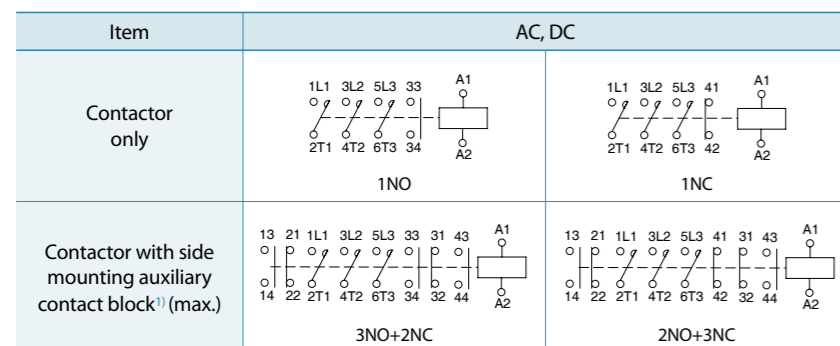 Item
AC, DC
Contactor
only
1L1 3L2 5L3 33 A1
2T1 4T2 6T3 34 A2
1NO
1L1 3L2 5L3 41 A1
2T1 4T2 6T3 42 A2
1NC
Contactor with side
mounting auxiliary
contact block1) (max.)
13 21 1L1 3L2 5L3 33 31 43 A1
14 22 2T1 4T2 6T3 34 32 44 A2
3NO+2NC
13 21 1L1 3L2 5L3 41 31 43 A1
14 22 2T1 4T2 6T3 42 32 44 A2
2NO+3NC